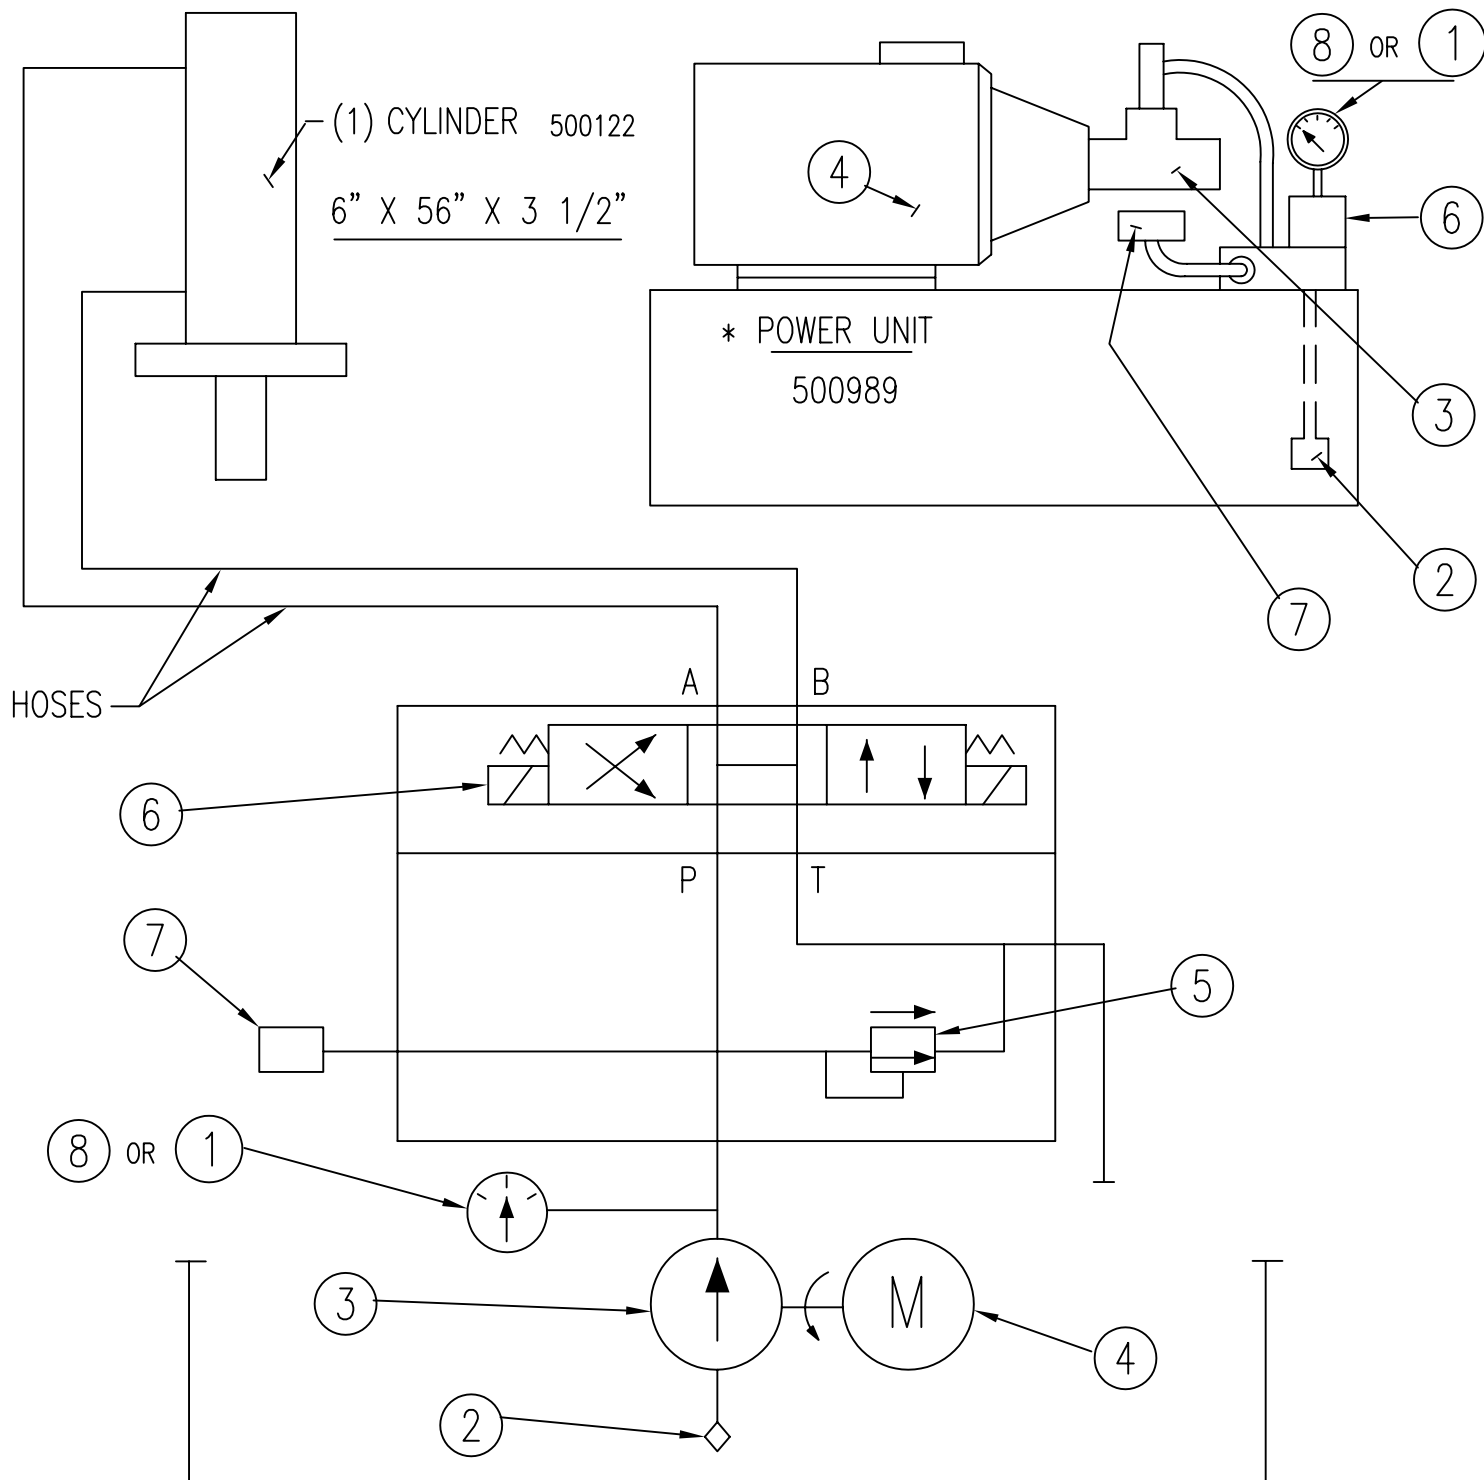 8 OR 1
(1) CYLINDER 500122
6” X 56” X 3 1/2”
4
6
* POWER UNIT
500989
3
2
7
HOSES
A B
6
P T
7
5
8 OR 1
3
M
4
2